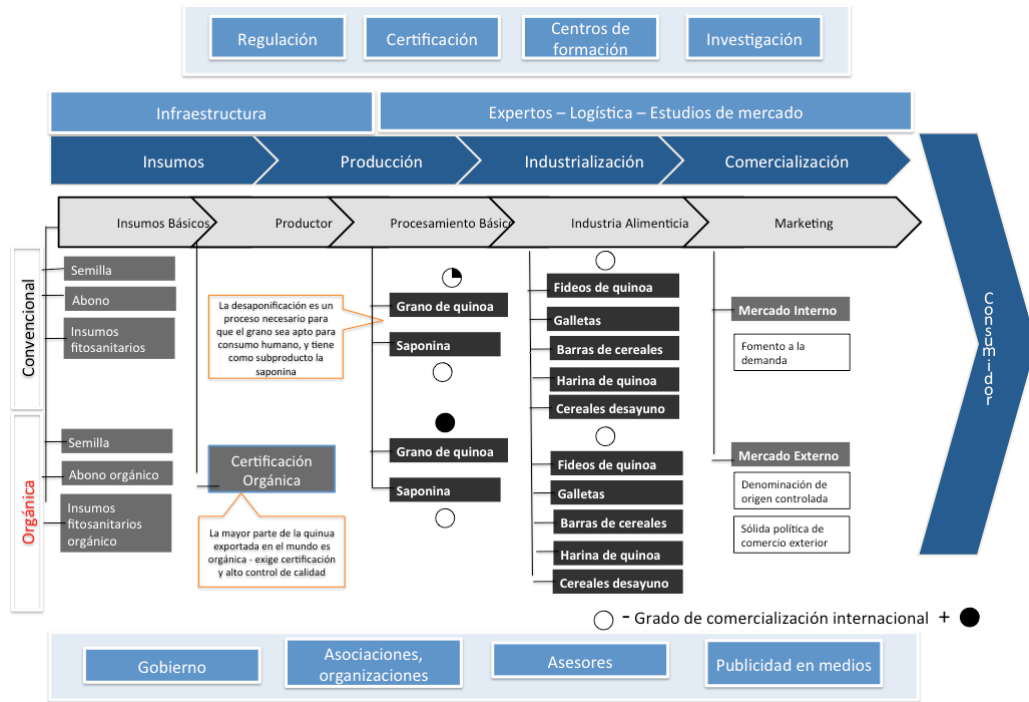 Regulación
Certificación
Centros de
formación
Investigación
Infraestructura
Expertos – Logística – Estudios de mercado
Insumos
Producción
Industrialización
Comercialización
Insumos Básicos
Productor
Procesamiento Básic
Industria Alimenticia
Marketing
Consumidor
Convencional
Semilla
Abono
Insumos
fitosanitarios
La desaponificación es un
proceso necesario para
que el grano sea apto para
consumo humano, y tiene
como subproducto la
saponina
Grano de quinoa
Saponina
Fideos de quinoa
Galletas
Barras de cereales
Harina de quinoa
Cereales desayuno
Mercado Interno
Fomento a la
demanda
Orgánica
Semilla
Abono orgánico
Insumos
fitosanitarios
orgánico
Certificación
Orgánica
La mayor parte de la quinua
exportada en el mundo es
orgánica - exige certificación
y alto control de calidad
Grano de quinoa
Saponina
Fideos de quinoa
Galletas
Barras de cereales
Harina de quinoa
Cereales desayuno
Mercado Externo
Denominación de
origen controlada
Sólida política de
comercio exterior
- Grado de comercialización internacional +
Gobierno
Asociaciones,
organizaciones
Asesores
Publicidad en medios